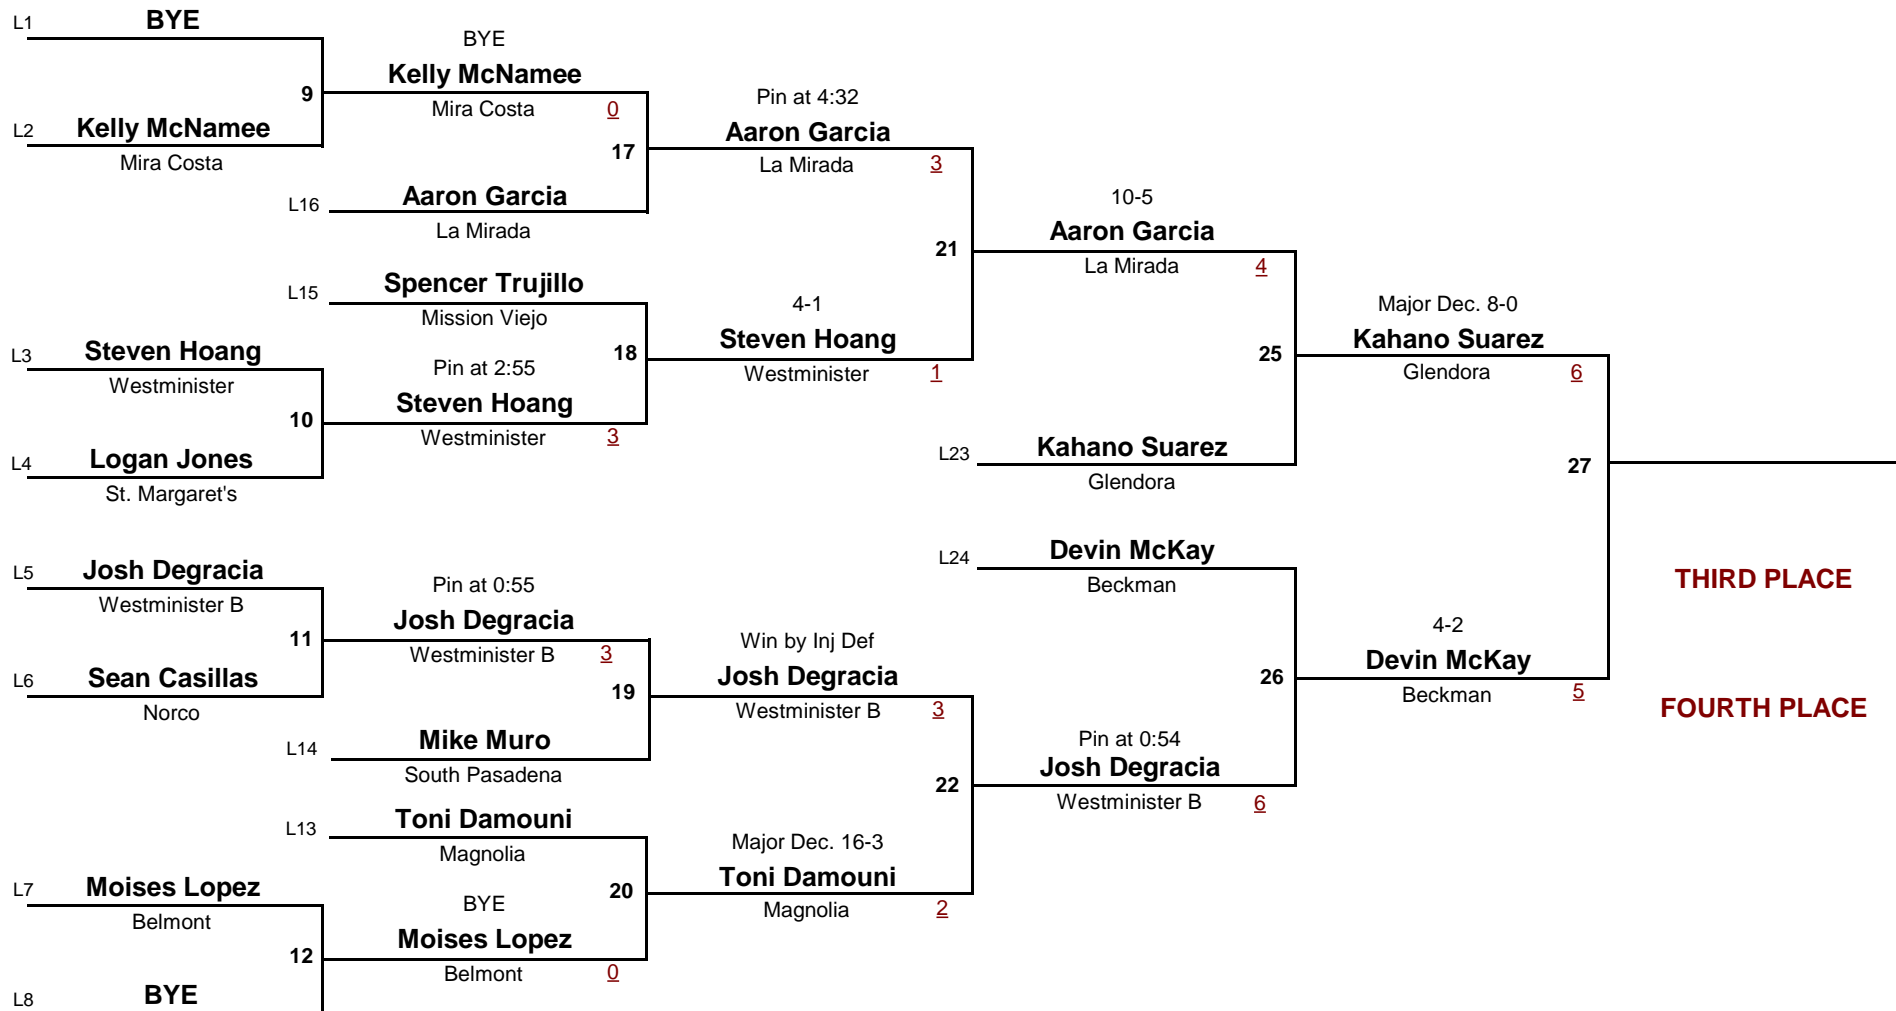 L1 BYE
BYE
Kelly McNamee
9
Mira Costa 0
L2 Kelly McNamee
Mira Costa
Pin at 4:32
Aaron Garcia
17
La Mirada 3
L16 Aaron Garcia
La Mirada
10-5
Aaron Garcia
21
La Mirada 4
L15 Spencer Trujillo
Mission Viejo
4-1
Steven Hoang
18
Westminister 1
L3 Steven Hoang
Westminister
Pin at 2:55
Steven Hoang
10
Westminister 3
L4 Logan Jones
St. Margaret's
Major Dec. 8-0
Kahano Suarez
25
Glendora 6
L23 Kahano Suarez
Glendora
27
L5 Josh Degracia
Westminister B
Pin at 0:55
Josh Degracia
11
Westminister B 3
L6 Sean Casillas
Norco
Win by Inj Def
Josh Degracia
19
Westminister B 3
L14 Mike Muro
South Pasadena
L24 Devin McKay
Beckman
THIRD PLACE
4-2
Devin McKay
26
Beckman 5
FOURTH PLACE
Pin at 0:54
Josh Degracia
22
Westminister B 6
L13 Toni Damouni
Magnolia
Major Dec. 16-3
Toni Damouni
20
Magnolia 2
L7 Moises Lopez
Belmont
BYE
Moises Lopez
12
Belmont 0
L8 BYE